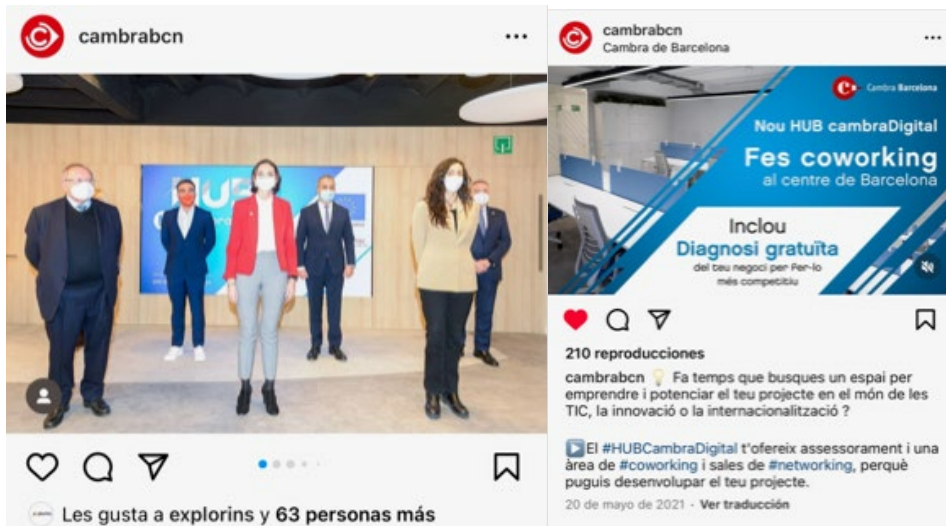 cambrabcn
HUB
Les gusta a explorins y 63 personas más
cambrabcn
Cambra de Barcelona
Cambra Barcelona
Nou HUB cambraDigital
Fes coworking
al centre de Barcelona
Inclou
Diagnosi gratuïta
del teu negoci per Fer-lo
més competitiu
210 reproducciones
cambrabcn 💡 Fa temps que busques un espai per
emprendre i potenciar el teu projecte en el món de les
TIC, la innovació o la internacionalització ?
▶️El #HUBCambraDigital t'ofereix assessorament i una
àrea de #coworking i sales de #networking, perquè
puguis desenvolupar el teu projecte.
20 de mayo de 2021 · Ver traducción